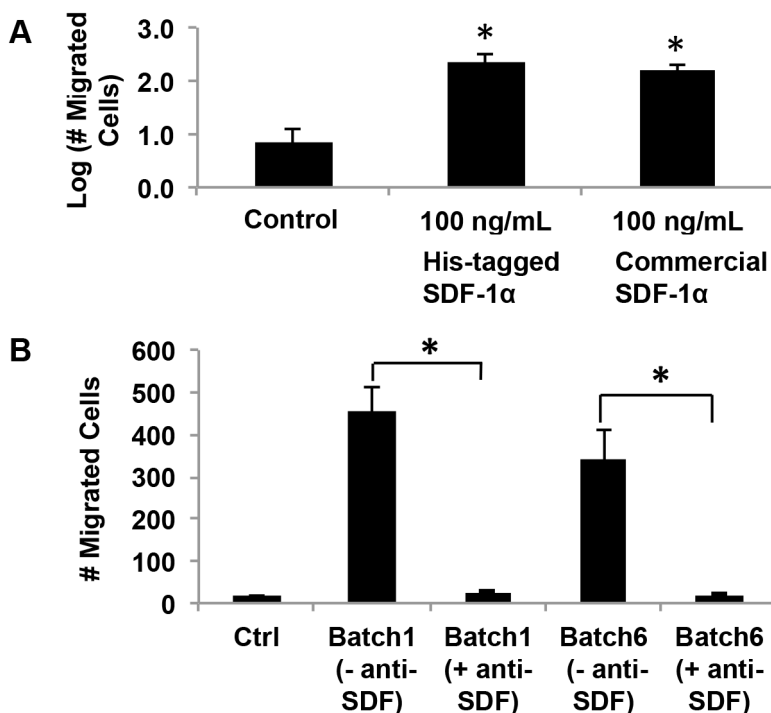 A
Log (# Migrated
Cells)
3.0
2.0
1.0
0.0
*
*
Control
100 ng/mL
His-tagged
SDF-1α
100 ng/mL
Commercial
SDF-1α
B
# Migrated Cells
600
500
400
300
200
100
0
*
*
Ctrl
Batch1
(- anti-
SDF)
Batch1
(+ anti-
SDF)
Batch6
(- anti-
SDF)
Batch6
(+ anti-
SDF)